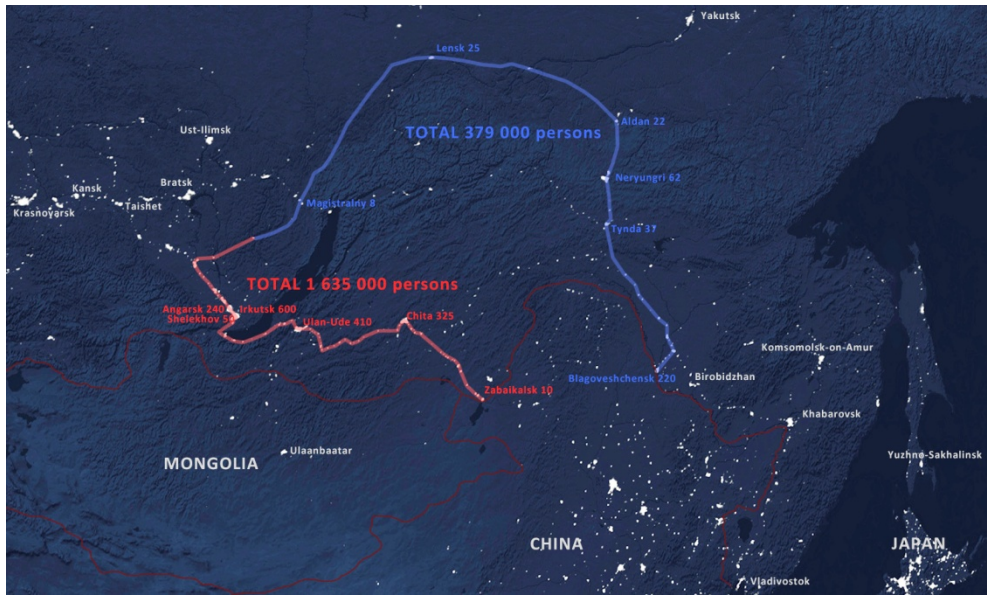 Yakutsk
Lensk 25
Aldan 22
TOTAL 379 000 persons
Ust-Ilimsk
Neryungri 62
Bratsk
Kansk
Krasnoyarsk
Taishet
Magistralny 8
Tynda 37
TOTAL 1 635 000 persons
Angarsk 240
Irkutsk 600
Shelekhov 50
Ulan-Ude 410
Chita 325
Komsomolsk-on-Amur
Blagoveshchensk 220
Birobidzhan
Zabaikalsk 10
Khabarovsk
Ulaanbaatar
Yuzhno-Sakhalinsk
MONGOLIA
CHINA
JAPAN
Vladivostok